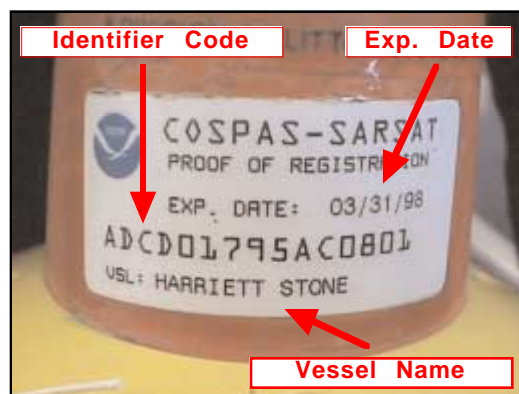 Identifier Code
Exp. Date
COSPAS-SARSAT
PROOF OF REGISTRATION
EXP. DATE: 03/31/98
ADCD01795AC0801
VSL: HARRIETT STONE
Vessel Name